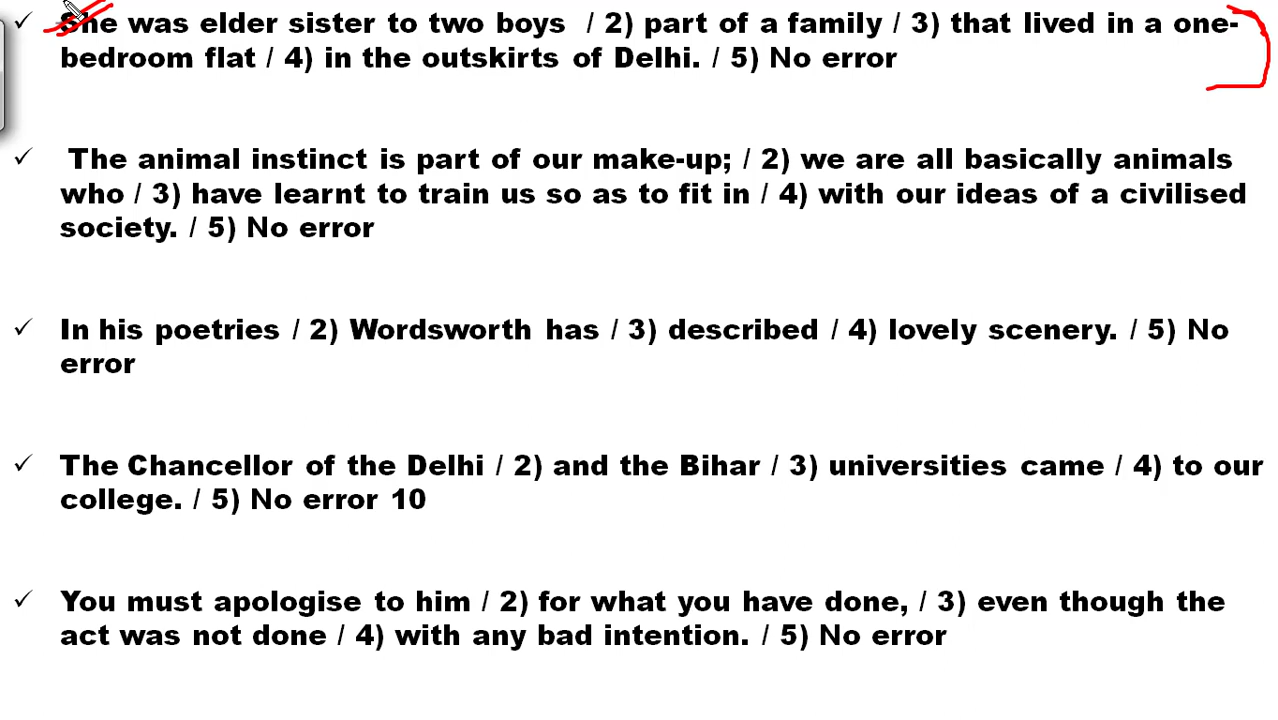 ✓ She was elder sister to two boys / 2) part of a family / 3) that lived in a one-
bedroom flat / 4) in the outskirts of Delhi. / 5) No error
✓ The animal instinct is part of our make-up; / 2) we are all basically animals
who / 3) have learnt to train us so as to fit in / 4) with our ideas of a civilised
society. / 5) No error
✓ In his poetries / 2) Wordsworth has / 3) described / 4) lovely scenery. / 5) No
error
✓ The Chancellor of the Delhi / 2) and the Bihar / 3) universities came / 4) to our
college. / 5) No error 10
✓ You must apologise to him / 2) for what you have done, / 3) even though the
act was not done / 4) with any bad intention. / 5) No error